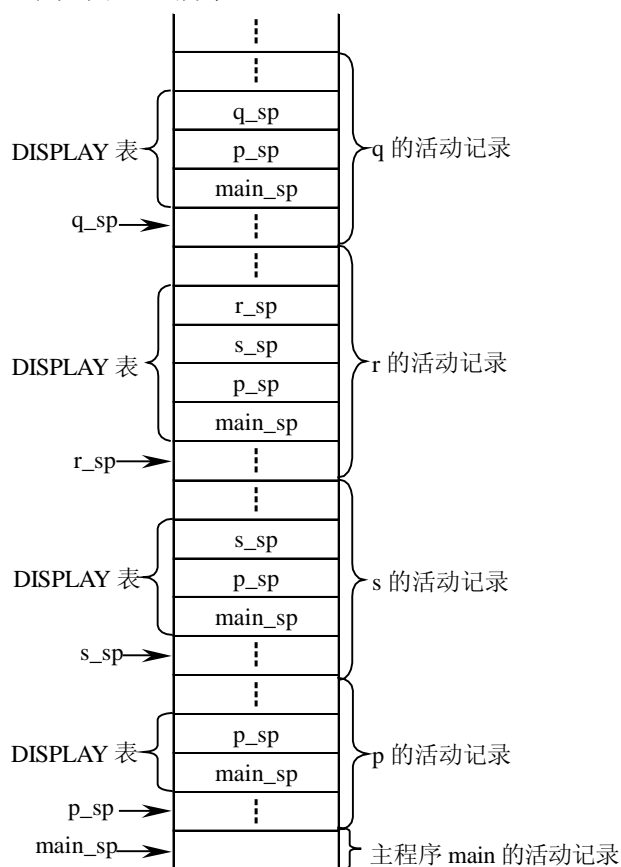 q_sp
DISPLAY 表
p_sp
q 的活动记录
main_sp
q_sp
r_sp
s_sp
DISPLAY 表
r 的活动记录
p_sp
main_sp
r_sp
s_sp
DISPLAY 表
p_sp
s 的活动记录
main_sp
s_sp
p_sp
DISPLAY 表
p 的活动记录
main_sp
p_sp
main_sp
主程序 main 的活动记录